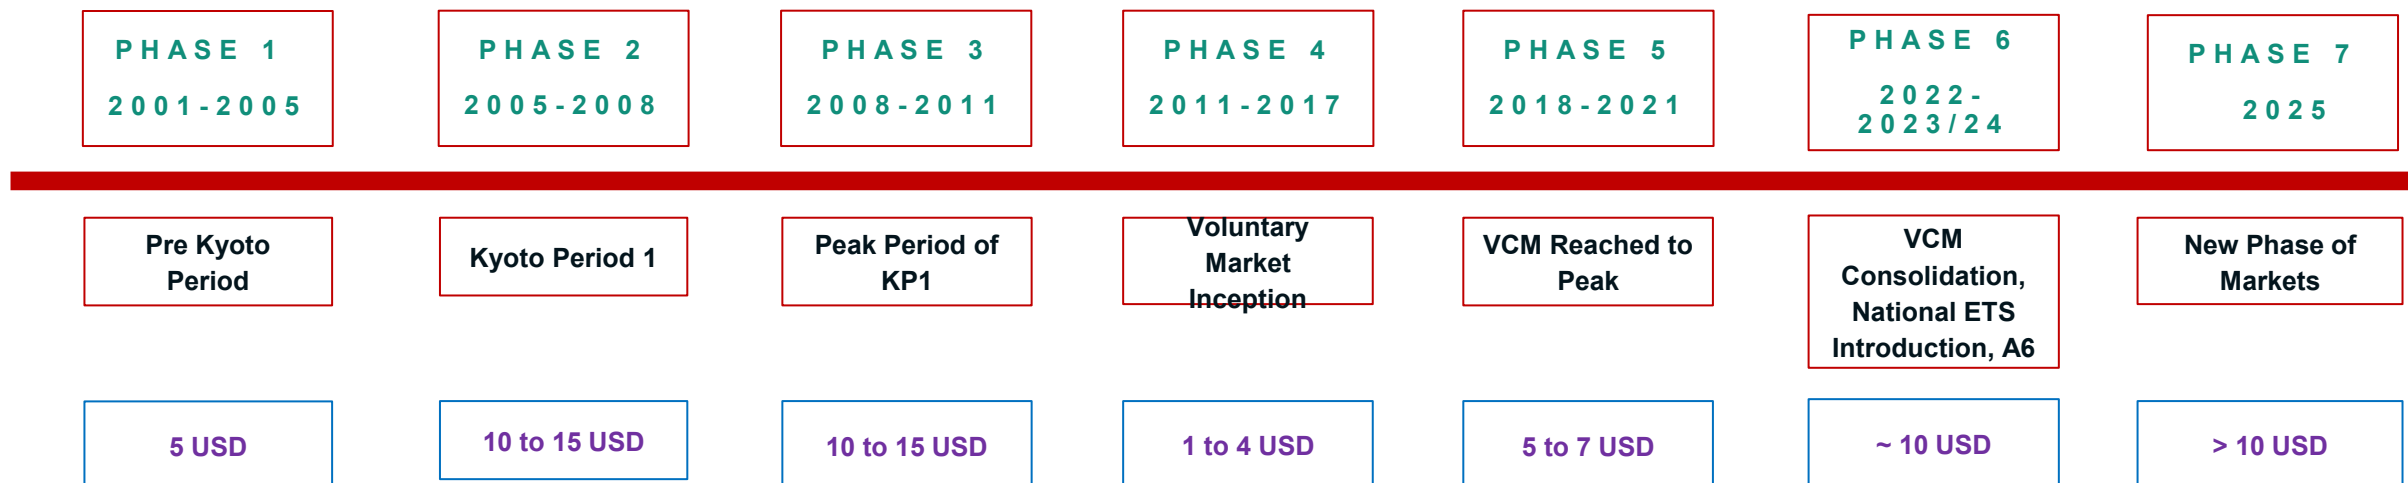 PHASE 1
2001-2005
PHASE 2
2005-2008
PHASE 3
2008-2011
PHASE 4
2011-2017
PHASE 5
2018-2021
PHASE 6
2022-
2023/24
PHASE 7
2025
Pre Kyoto
Period
Kyoto Period 1
Peak Period of
KP1
Voluntary
Market
Inception
VCM Reached to
Peak
VCM
Consolidation,
National ETS
Introduction, A6
New Phase of
Markets
5 USD
10 to 15 USD
10 to 15 USD
1 to 4 USD
5 to 7 USD
~ 10 USD
> 10 USD